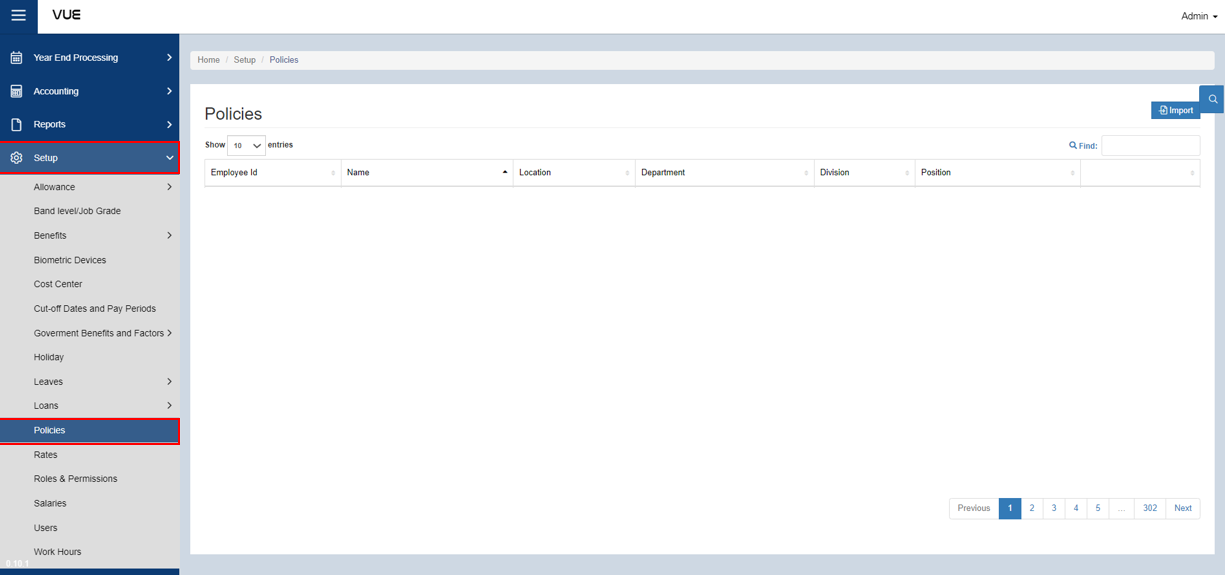 VUE
Admin
Year End Processing
Accounting
Reports
Setup
Allowance
Band level/Job Grade
Benefits
Biometric Devices
Cost Center
Cut-off Dates and Pay Periods
Goverment Benefits and Factors
Holiday
Leaves
Loans
Policies
Rates
Roles & Permissions
Salaries
Users
Work Hours
0.10.1
Home / Setup / Policies
Policies
Import
Show 10 entries
Find:
Employee Id Name Location Department Division Position
Previous 1 2 3 4 5 ... 302 Next